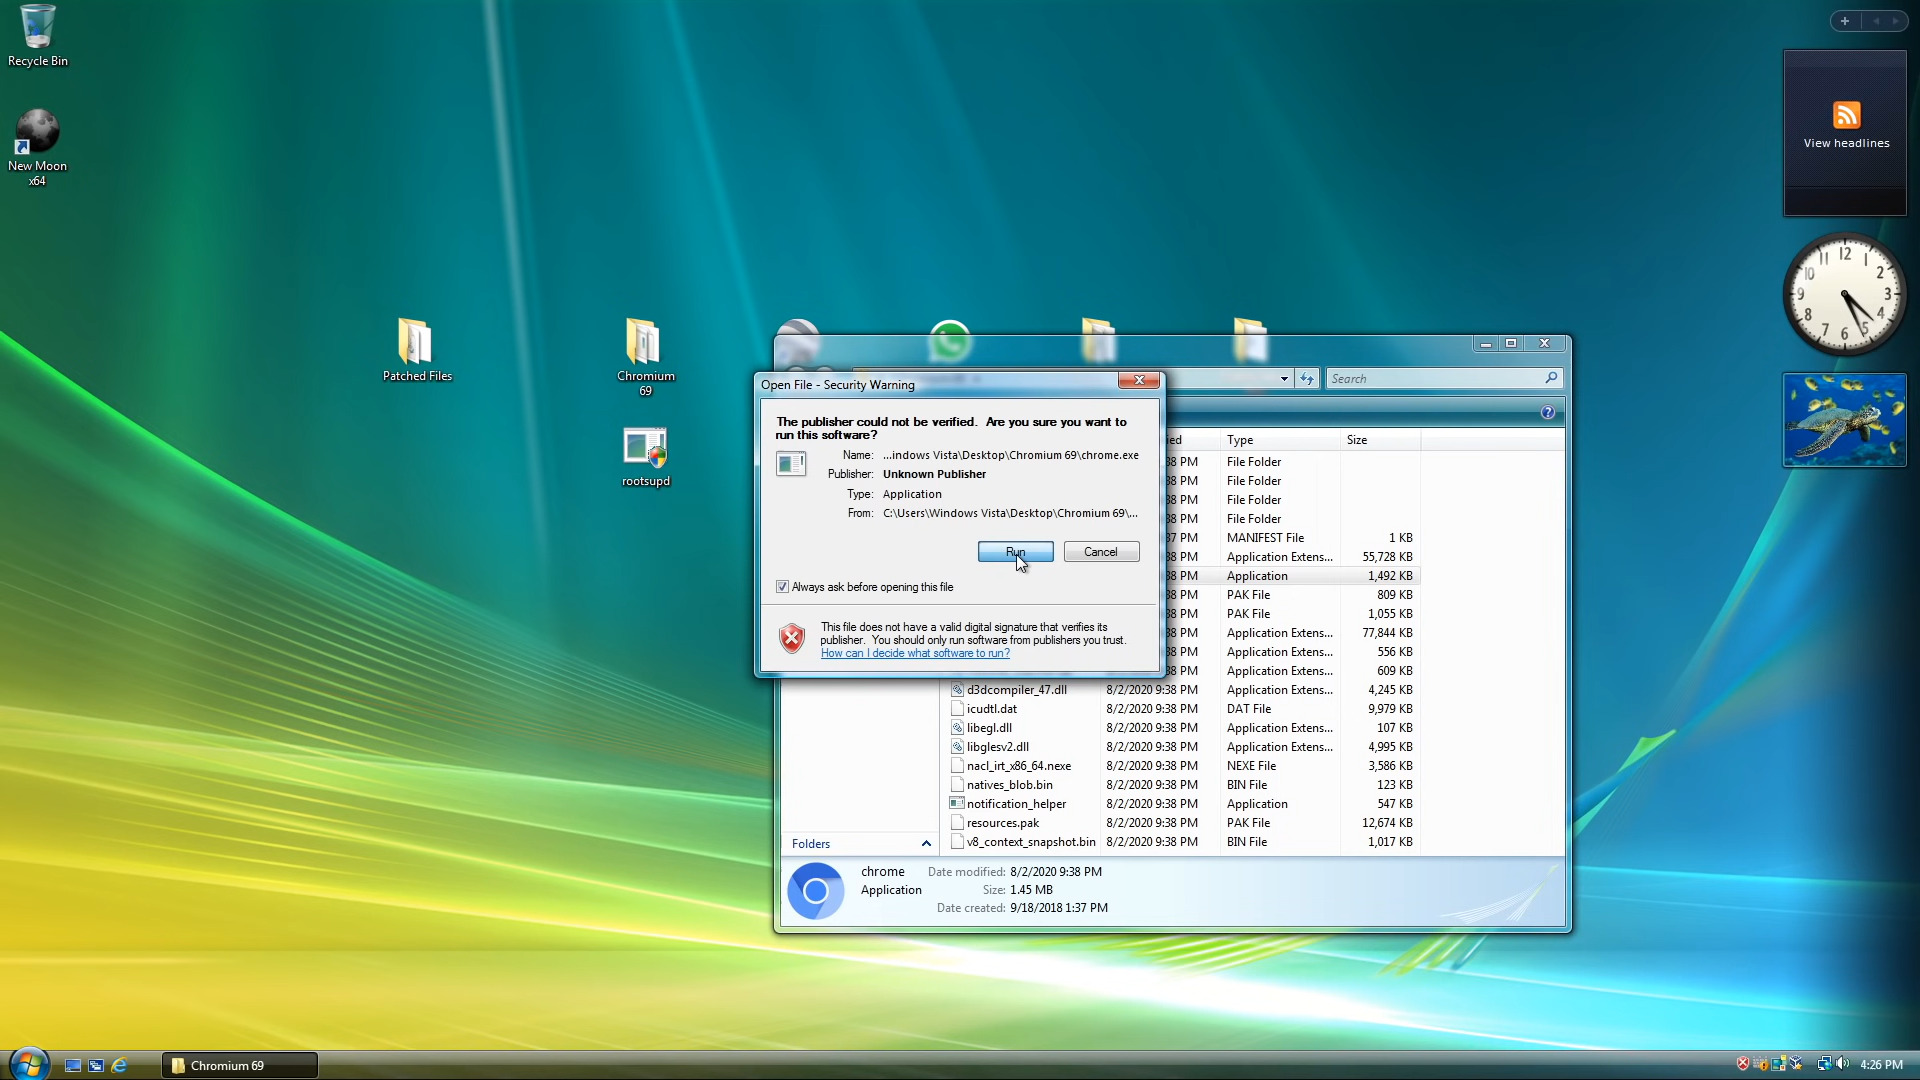 Recycle Bin
New Moon
x64
Patched Files
Chromium
69
rootsupd
View headlines
12
11
1
10
2
9
3
8
4
7
5
6
Search
Open File - Security Warning
The publisher could not be verified.  Are you sure you want to
run this software?
Name: ...indows Vista\Desktop\Chromium 69\chrome.exe
Publisher: Unknown Publisher
Type: Application
From: C:\Users\Windows Vista\Desktop\Chromium 69\...
Run
Cancel
Always ask before opening this file
This file does not have a valid digital signature that verifies its
publisher.  You should only run software from publishers you trust.
How can I decide what software to run?
Type Size
File Folder
File Folder
File Folder
File Folder
MANIFEST File 1 KB
Application Extens... 55,728 KB
Application 1,492 KB
PAK File 809 KB
PAK File 1,055 KB
Application Extens... 77,844 KB
Application Extens... 556 KB
Application Extens... 609 KB
d3dcompiler_47.dll 8/2/2020 9:38 PM Application Extens... 4,245 KB
icudtl.dat 8/2/2020 9:38 PM DAT File 9,979 KB
libegl.dll 8/2/2020 9:38 PM Application Extens... 107 KB
libglesv2.dll 8/2/2020 9:38 PM Application Extens... 4,995 KB
nacl_irt_x86_64.nexe 8/2/2020 9:38 PM NEXE File 3,586 KB
natives_blob.bin 8/2/2020 9:38 PM BIN File 123 KB
notification_helper 8/2/2020 9:38 PM Application 547 KB
resources.pak 8/2/2020 9:38 PM PAK File 12,674 KB
v8_context_snapshot.bin 8/2/2020 9:38 PM BIN File 1,017 KB
Folders
chrome Date modified: 8/2/2020 9:38 PM
Application Size: 1.45 MB
Date created: 9/18/2018 1:37 PM
Chromium 69
4:26 PM